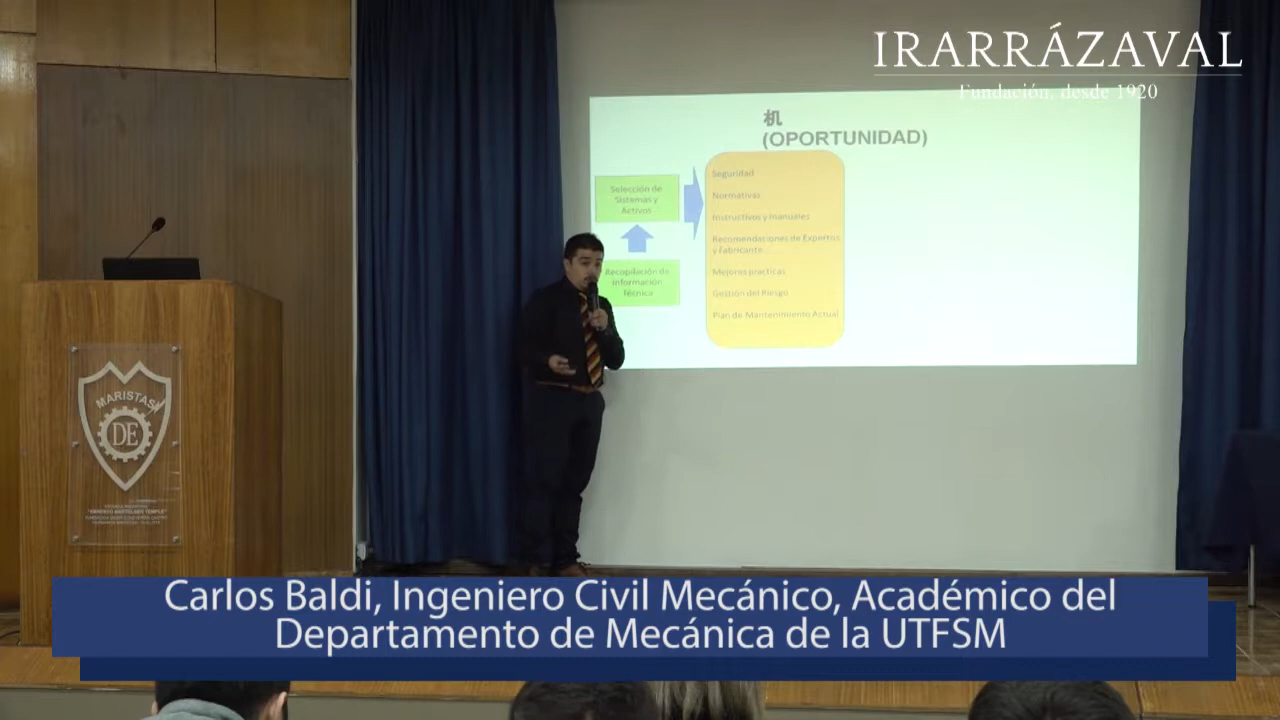 IRARRÁZAVAL
Fundación, desde 1920
机
(OPORTUNIDAD)
Selección de
Sistemas y
Activos
Recopilación de
Información
Técnica
Seguridad
Normativas
Instructivos y manuales
Recomendaciones de Expertos
y Fabricante.
Mejores practicas
Gestión del Riesgo
Plan de Mantenimiento Actual
MARISTAS
DE
Carlos Baldi, Ingeniero Civil Mecánico, Académico del
Departamento de Mecánica de la UTFSM